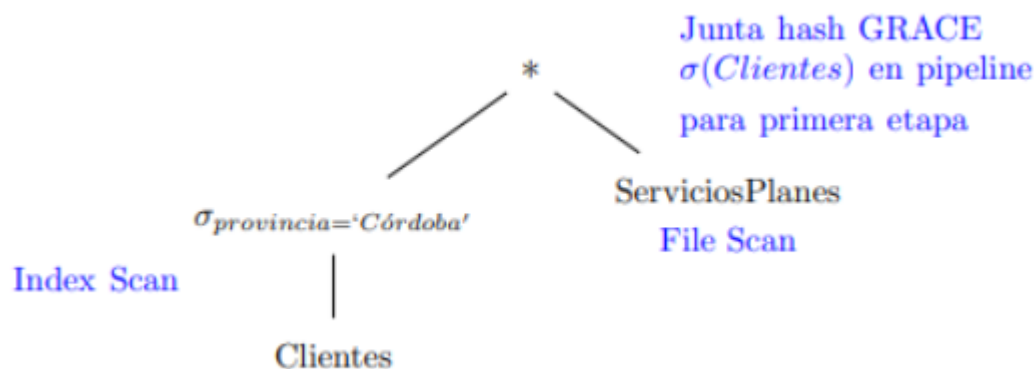 Junta hash GRACE
*
σ(Clientes) en pipeline
para primera etapa
σprovincia=‘Córdoba’
ServiciosPlanes
File Scan
Index Scan
Clientes